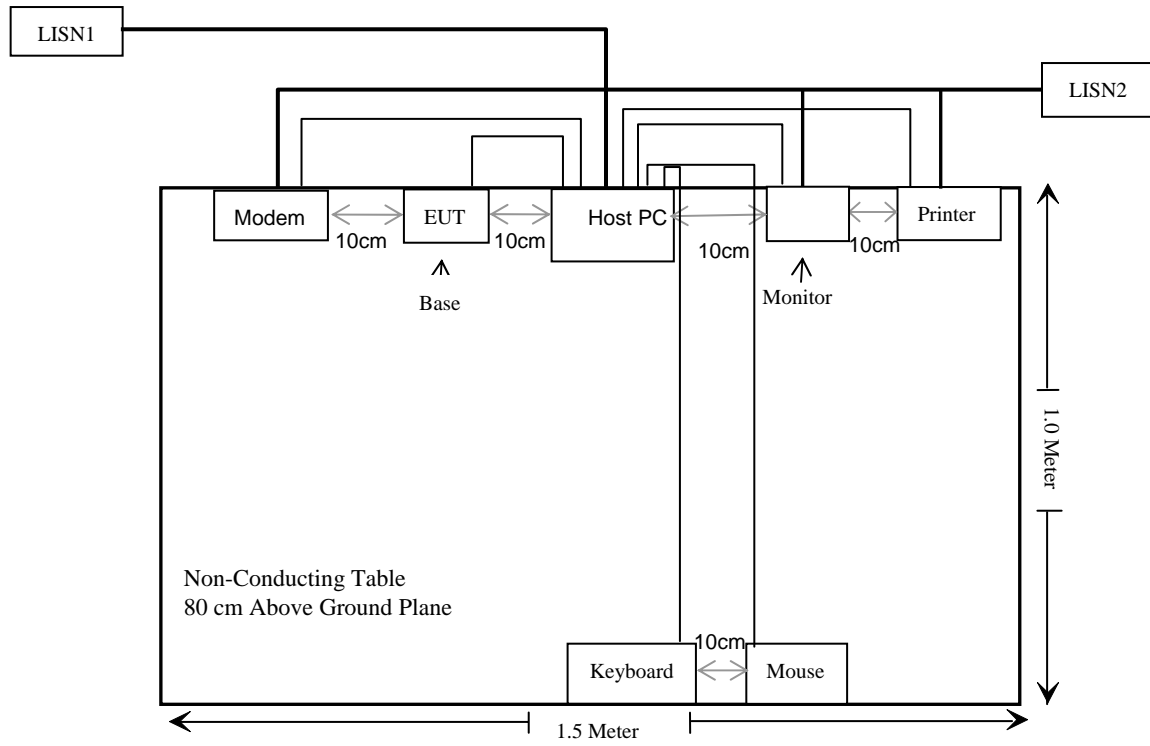 LISN1
LISN2
Modem
EUT
Host PC
Printer
10cm
10cm
10cm
10cm
Base
Monitor
1.0 Meter
Non-Conducting Table
80 cm Above Ground Plane
10cm
Keyboard
Mouse
1.5 Meter